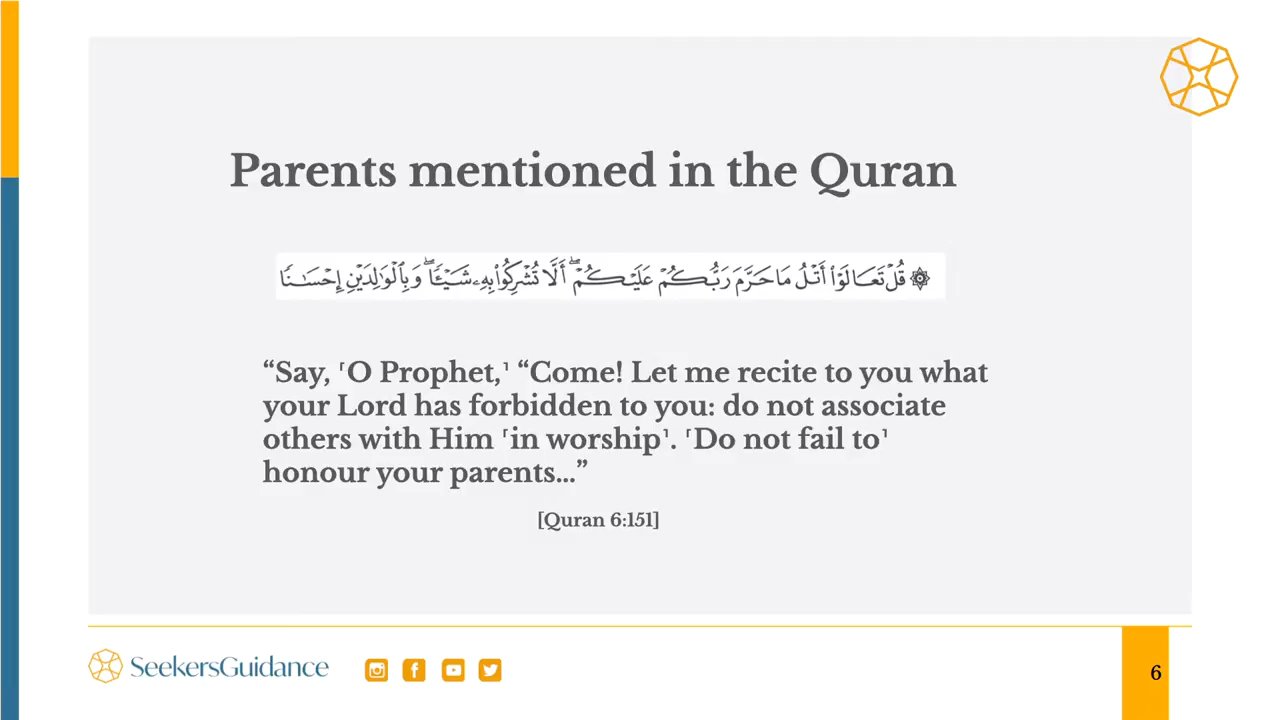 Parents mentioned in the Quran
۞ قُلْ تَعَالَوْا۟ أَتْلُ مَا حَرَّمَ رَبُّكُمْ عَلَيْكُمْ ۖ أَلَّا تُشْرِكُوا۟ بِهِۦ شَيْـًٔا ۖ وَبِٱلْوَٰلِدَيْنِ إِحْسَـٰنًا
“Say, ˹O Prophet,˺ “Come! Let me recite to you what
your Lord has forbidden to you: do not associate
others with Him ˹in worship˺. ˹Do not fail to˺
honour your parents...”
[Quran 6:151]
SeekersGuidance
6